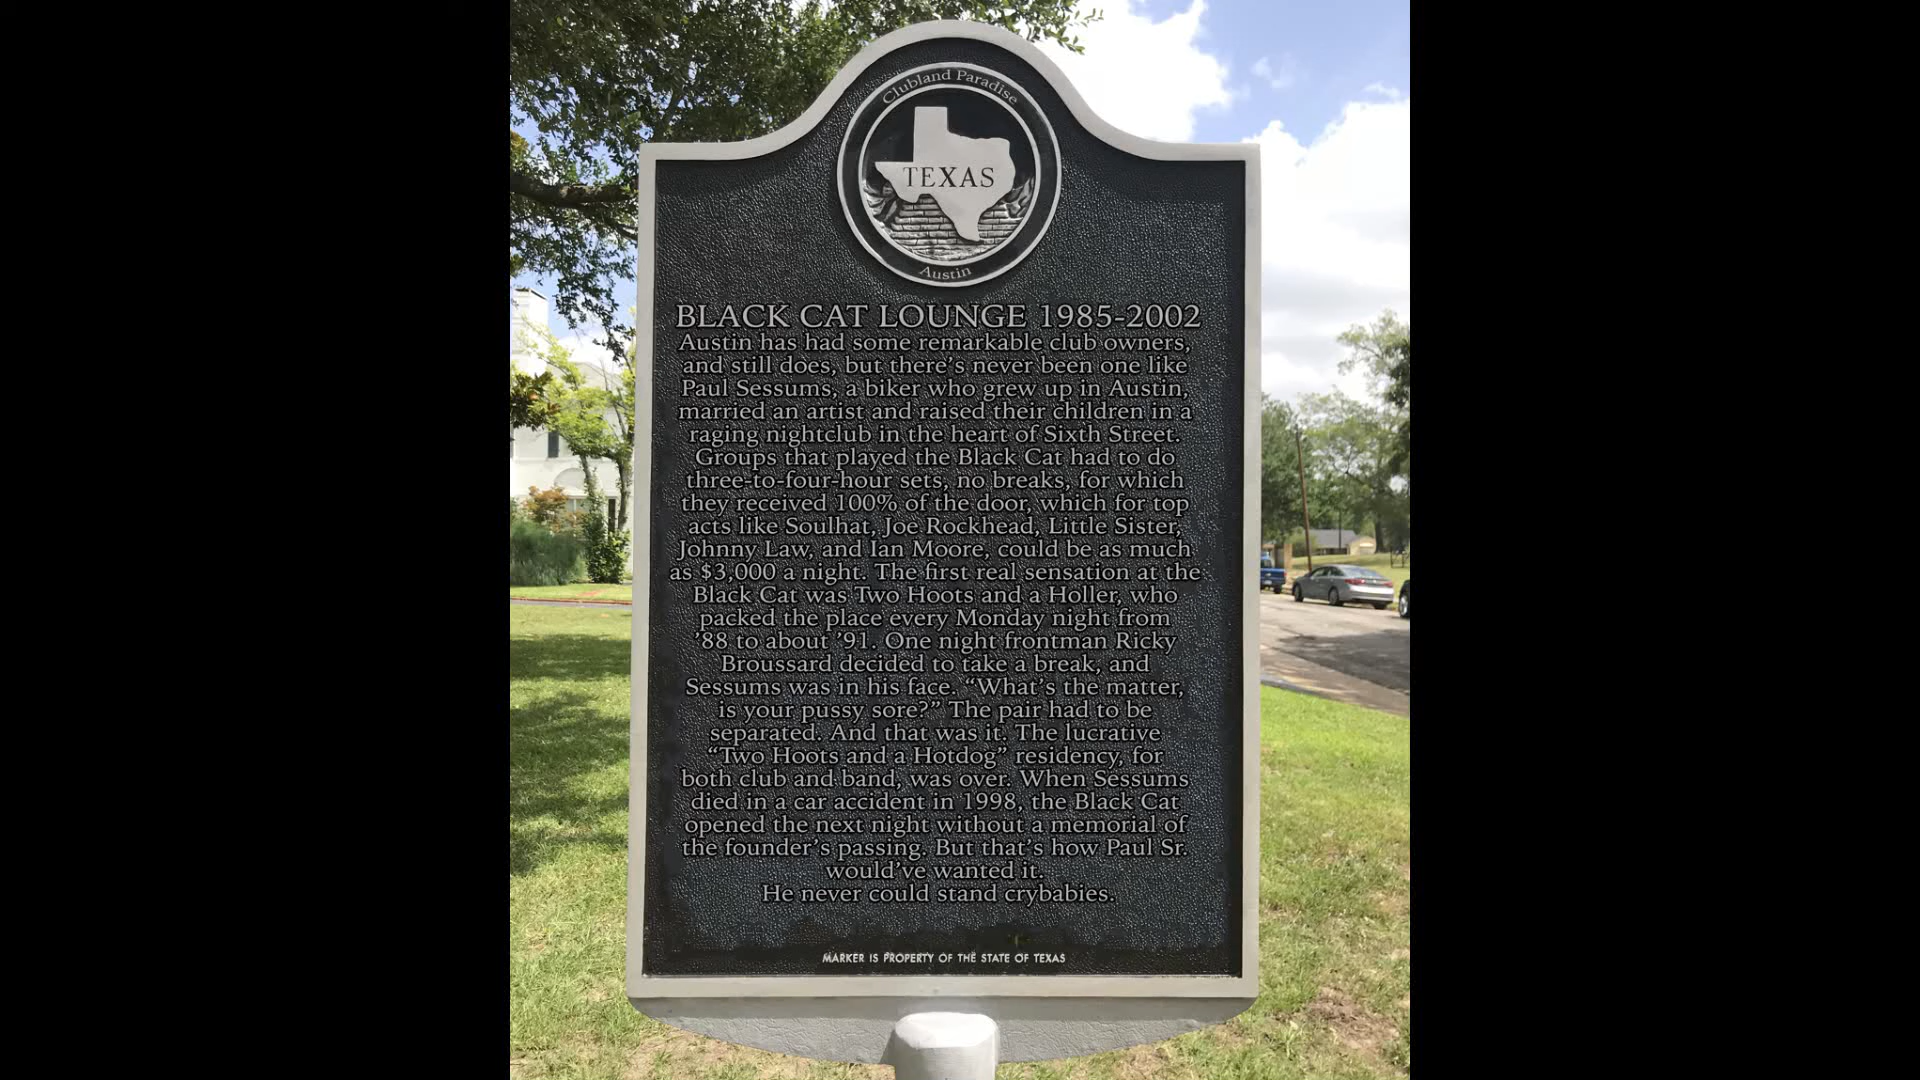 Clubland Paradise
TEXAS
Austin
BLACK CAT LOUNGE 1985-2002
Austin has had some remarkable club owners,
and still does, but there's never been one like
Paul Sessums, a biker who grew up in Austin,
married an artist and raised their children in a
raging nightclub in the heart of Sixth Street.
Groups that played the Black Cat had to do
three-to-four-hour sets, no breaks, for which
they received 100% of the door, which for top
acts like Soulhat, Joe Rockhead, Little Sister,
Johnny Law, and Ian Moore, could be as much
as $3,000 a night. The first real sensation at the
Black Cat was Two Hoots and a Holler, who
packed the place every Monday night from
'88 to about '91. One night frontman Ricky
Broussard decided to take a break, and
Sessums was in his face. “What's the matter,
is your pussy sore?” The pair had to be
separated. And that was it. The lucrative
“Two Hoots and a Hotdog” residency, for
both club and band, was over. When Sessums
died in a car accident in 1998, the Black Cat
opened the next night without a memorial of
the founder's passing. But that's how Paul Sr.
would've wanted it.
He never could stand crybabies.
MARKER IS PROPERTY OF THE STATE OF TEXAS